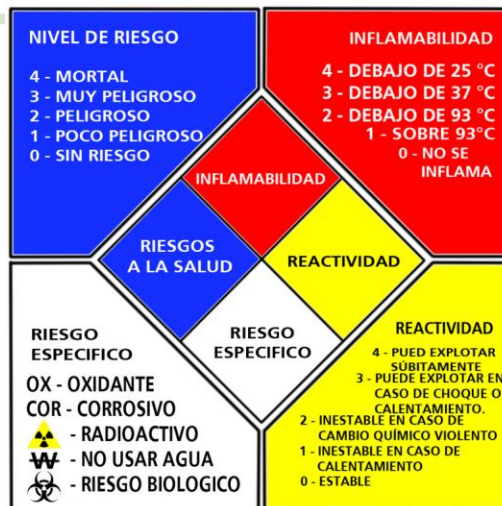 NIVEL DE RIESGO
4 - MORTAL
3 - MUY PELIGROSO
2 - PELIGROSO
1 - POCO PELIGROSO
0 - SIN RIESGO
INFLAMABILIDAD
4 - DEBAJO DE 25 °C
3 - DEBAJO DE 37 °C
2 - DEBAJO DE 93 °C
1 - SOBRE 93°C
0 - NO SE
INFLAMA
INFLAMABILIDAD
RIESGOS
A LA SALUD
REACTIVIDAD
RIESGO
ESPECIFICO
RIESGO
ESPECIFICO
OX - OXIDANTE
COR - CORROSIVO
- RADIOACTIVO
W - NO USAR AGUA
- RIESGO BIOLOGICO
REACTIVIDAD
4 - PUED EXPLOTAR
SÚBITAMENTE
3 - PUEDE EXPLOTAR EN
CASO DE CHOQUE O
CALENTAMIENTO.
2 - INESTABLE EN CASO DE
CAMBIO QUÍMICO VIOLENTO
1 - INESTABLE EN CASO DE
CALENTAMIENTO
0 - ESTABLE